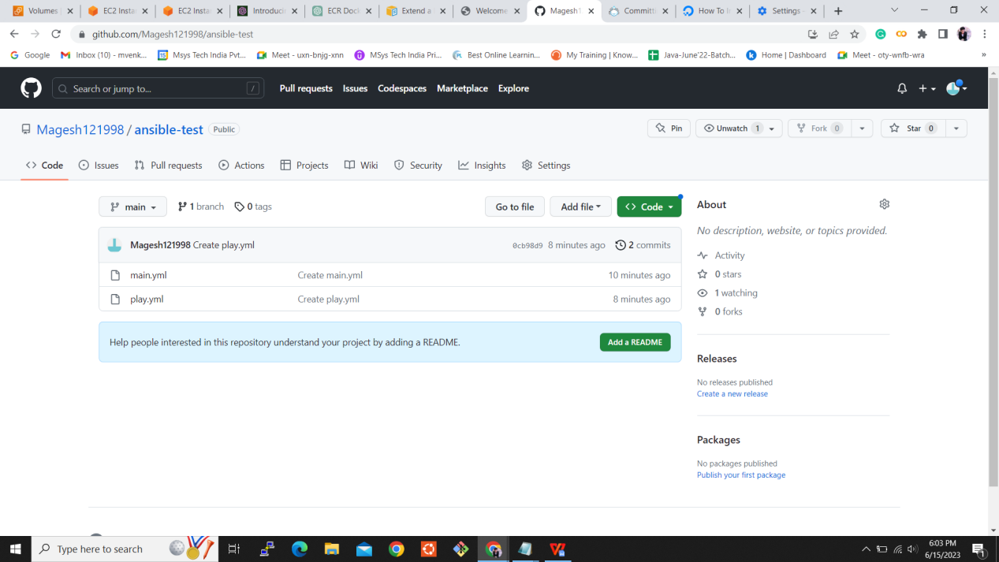 Volumes
EC2 Insta
EC2 Insta
Introducin
ECR Dock
Extend a
Welcome
Magesh1
Committi
How To I
Settings -
github.com/Magesh121998/ansible-test
Google
Inbox (10) - mvenk...
Msys Tech India Pvt...
Meet - uxn-bnjg-xnn
MSys Tech India Pri...
Best Online Learnin...
My Training | Know...
Java-June'22-Batch...
Home | Dashboard
Meet - oty-wnfb-wra
»
Search or jump to...
/
Pull requests
Issues
Codespaces
Marketplace
Explore
Magesh121998 / ansible-test
Public
Pin
Unwatch 1
Fork 0
Star 0
Code
Issues
Pull requests
Actions
Projects
Wiki
Security
Insights
Settings
main
1 branch
0 tags
Go to file
Add file
Code
Magesh121998 Create play.yml
0cb98d9 8 minutes ago
2 commits
main.yml
Create main.yml
10 minutes ago
play.yml
Create play.yml
8 minutes ago
Help people interested in this repository understand your project by adding a README.
Add a README
About
No description, website, or topics provided.
Activity
0 stars
1 watching
0 forks
Releases
No releases published
Create a new release
Packages
No packages published
Publish your first package
Type here to search
6:03 PM
6/15/2023
1